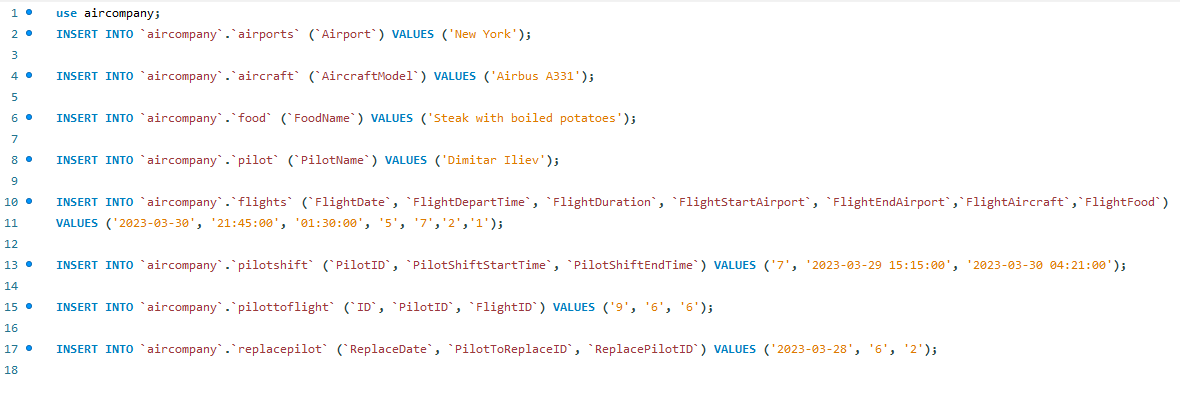 1 use aircompany;
2 INSERT INTO `aircompany`.`airports` (`Airport`) VALUES ('New York');
3
4 INSERT INTO `aircompany`.`aircraft` (`AircraftModel`) VALUES ('Airbus A331');
5
6 INSERT INTO `aircompany`.`food` (`FoodName`) VALUES ('Steak with boiled potatoes');
7
8 INSERT INTO `aircompany`.`pilot` (`PilotName`) VALUES ('Dimitar Iliev');
9
10 INSERT INTO `aircompany`.`flights` (`FlightDate`, `FlightDepartTime`, `FlightDuration`, `FlightStartAirport`, `FlightEndAirport`,`FlightAircraft`,`FlightFood`)
11 VALUES ('2023-03-30', '21:45:00', '01:30:00', '5', '7','2','1');
12
13 INSERT INTO `aircompany`.`pilotshift` (`PilotID`, `PilotShiftStartTime`, `PilotShiftEndTime`) VALUES ('7', '2023-03-29 15:15:00', '2023-03-30 04:21:00');
14
15 INSERT INTO `aircompany`.`pilottoflight` (`ID`, `PilotID`, `FlightID`) VALUES ('9', '6', '6');
16
17 INSERT INTO `aircompany`.`replacepilot` (`ReplaceDate`, `PilotToReplaceID`, `ReplacePilotID`) VALUES ('2023-03-28', '6', '2');
18